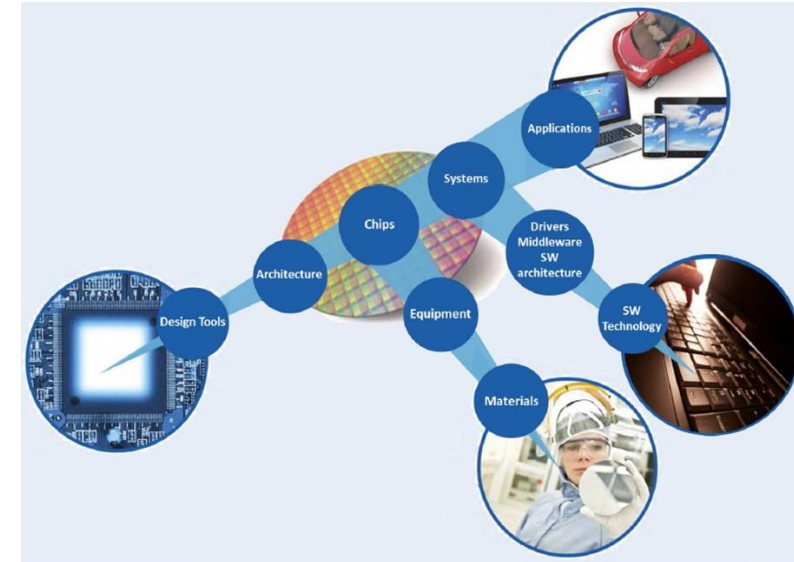 Applications
Systems
Chips
Drivers
Middleware
SW
architecture
Architecture
Equipment
Design Tools
SW
Technology
Materials